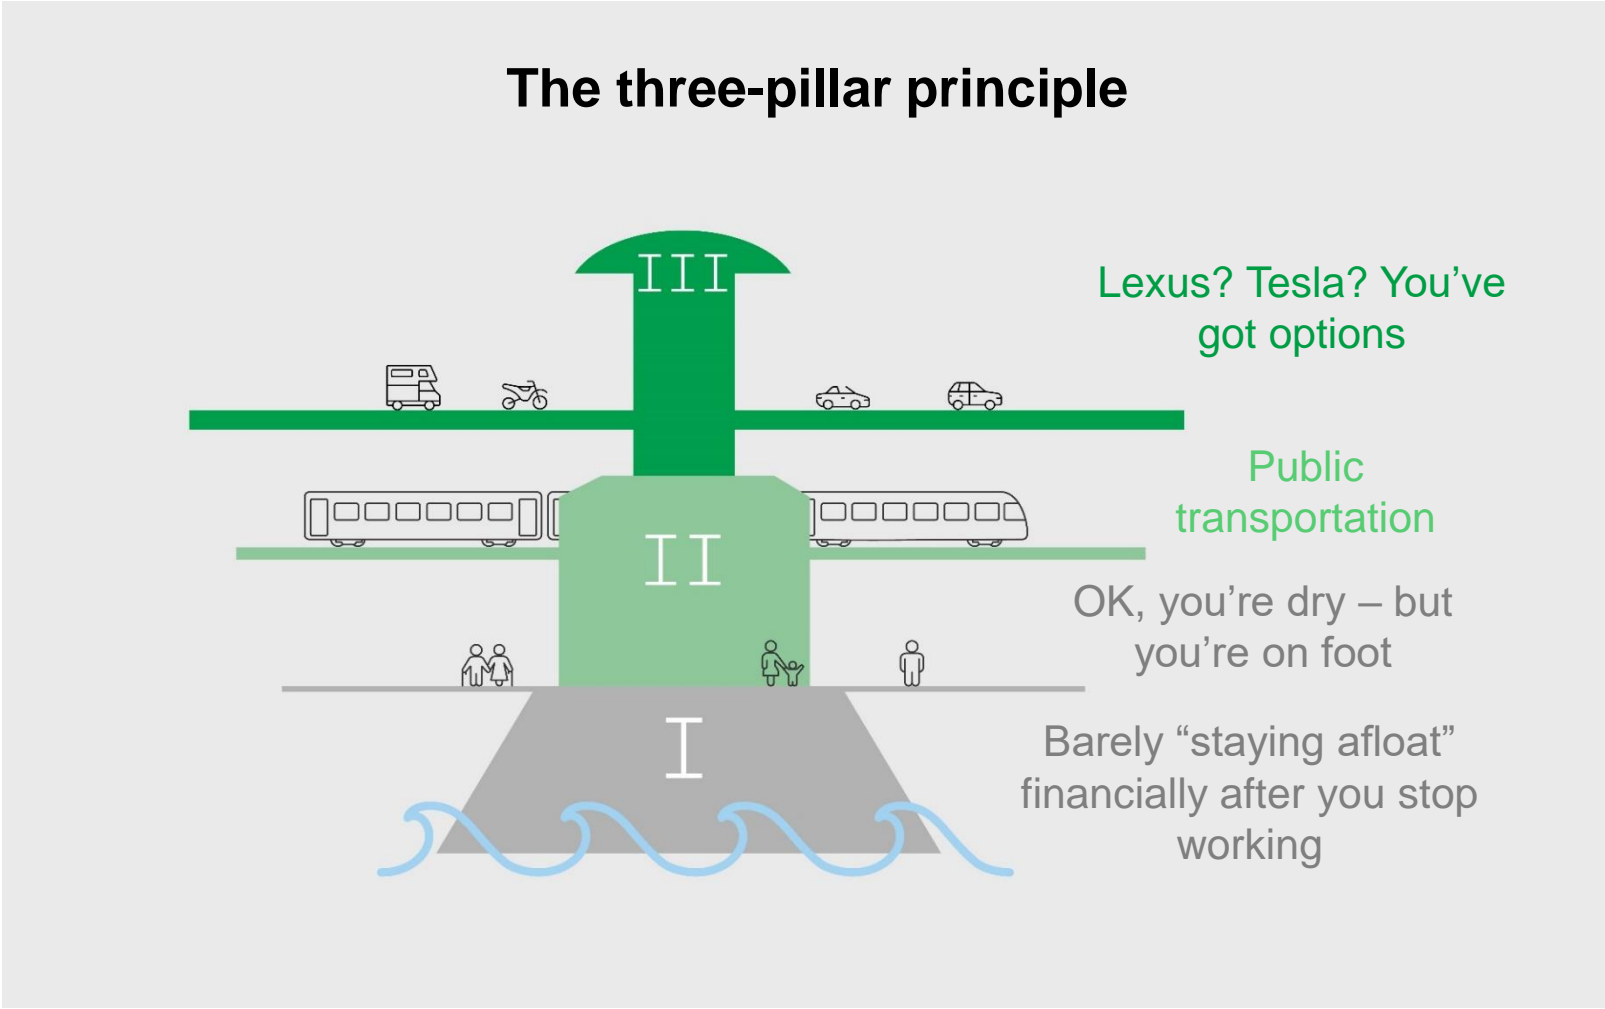 The three-pillar principle
III
Lexus? Tesla? You’ve
got options
Public
transportation
II
OK, you’re dry – but
you’re on foot
I
Barely “staying afloat”
financially after you stop
working